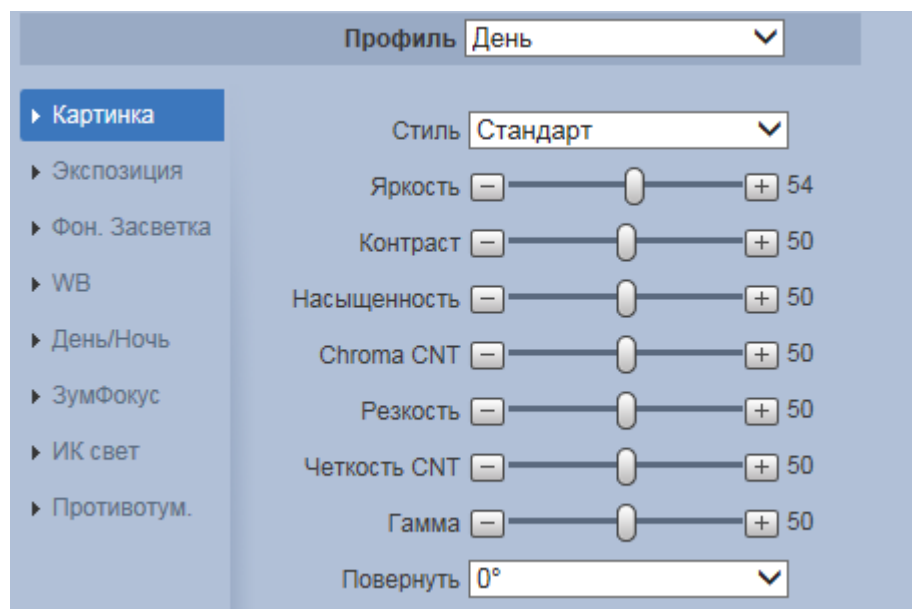 Профиль День
Картинка
Стиль Стандарт
Экспозиция
Яркость 54
Фон. Засветка
Контраст 50
WB
Насыщенность 50
День/Ночь
Chroma CNT 50
ЗумФокус
Резкость 50
ИК свет
Четкость CNT 50
Противотум.
Гамма 50
Повернуть 0°